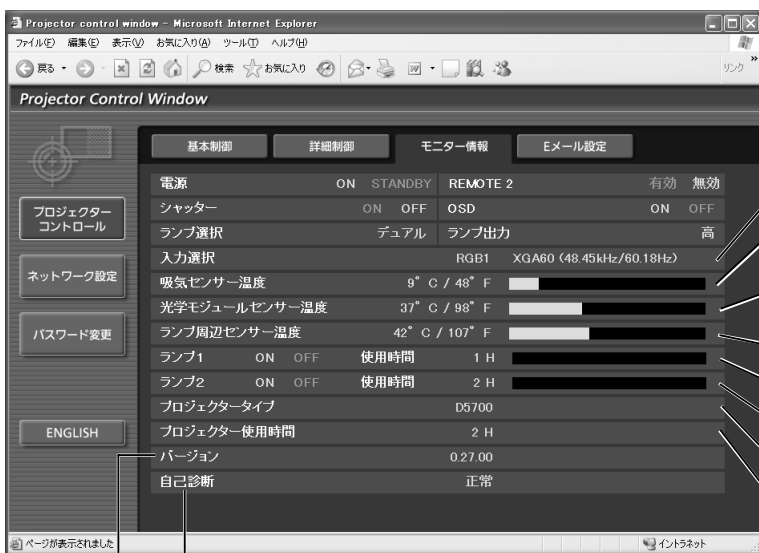 Projector control window - Microsoft Internet Explorer
ファイル(F) 編集(E) 表示(V) お気に入り(A) ツール(T) ヘルプ(H)
戻る 検索 お気に入り リンク
Projector Control Window
基本制御 詳細制御 モニター情報 Eメール設定
プロジェクター
コントロール
ネットワーク設定
パスワード変更
ENGLISH
電源 ON STANDBY REMOTE 2 有効 無効
シャッター ON OFF OSD ON OFF
ランプ選択 デュアル ランプ出力 高
入力選択 RGB1 XGA60 (48.45kHz/60.18Hz)
吸気センサー温度 9° C / 48° F
光学モジュールセンサー温度 37° C / 98° F
ランプ周辺センサー温度 42° C / 107° F
ランプ1 ON OFF 使用時間 1 H
ランプ2 ON OFF 使用時間 2 H
プロジェクタータイプ D5700
プロジェクター使用時間 2 H
バージョン 0.27.00
自己診断 正常
ページが表示されました イントラネット